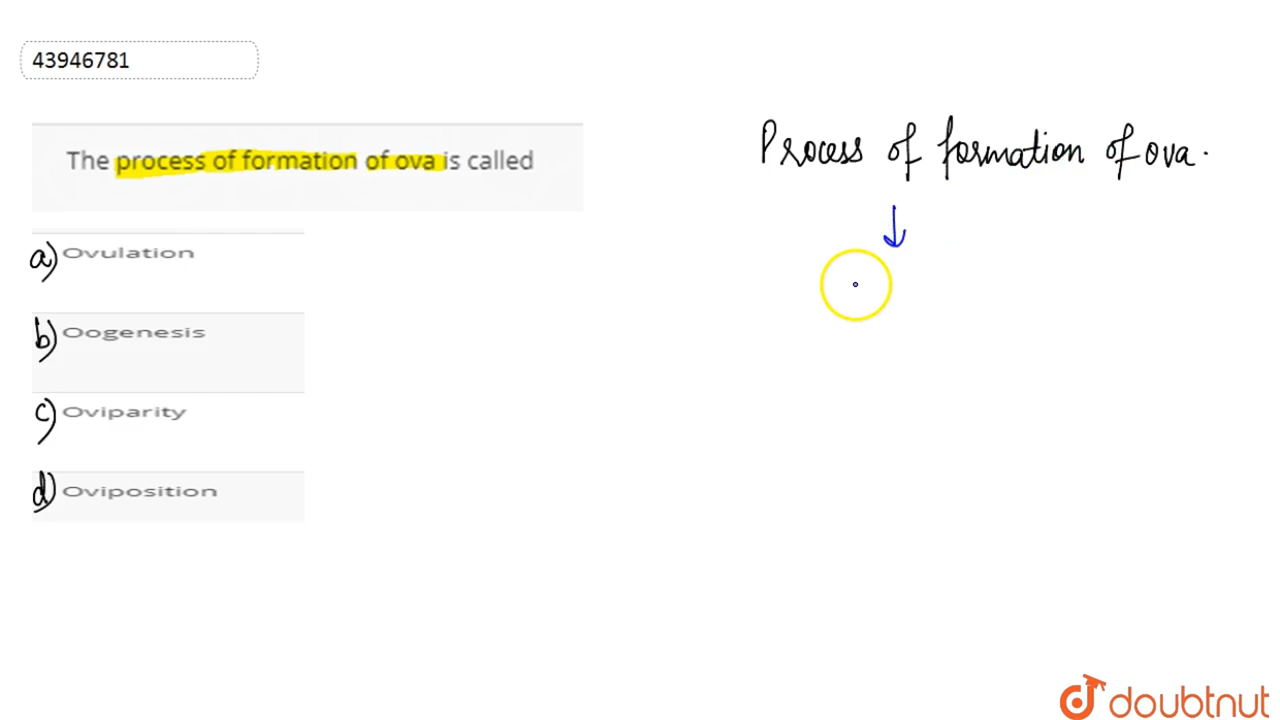 43946781
The process of formation of ova is called
a) Ovulation
b) Oogenesis
c) Oviparity
d) Oviposition
Process of formation of ova.
doubtnut